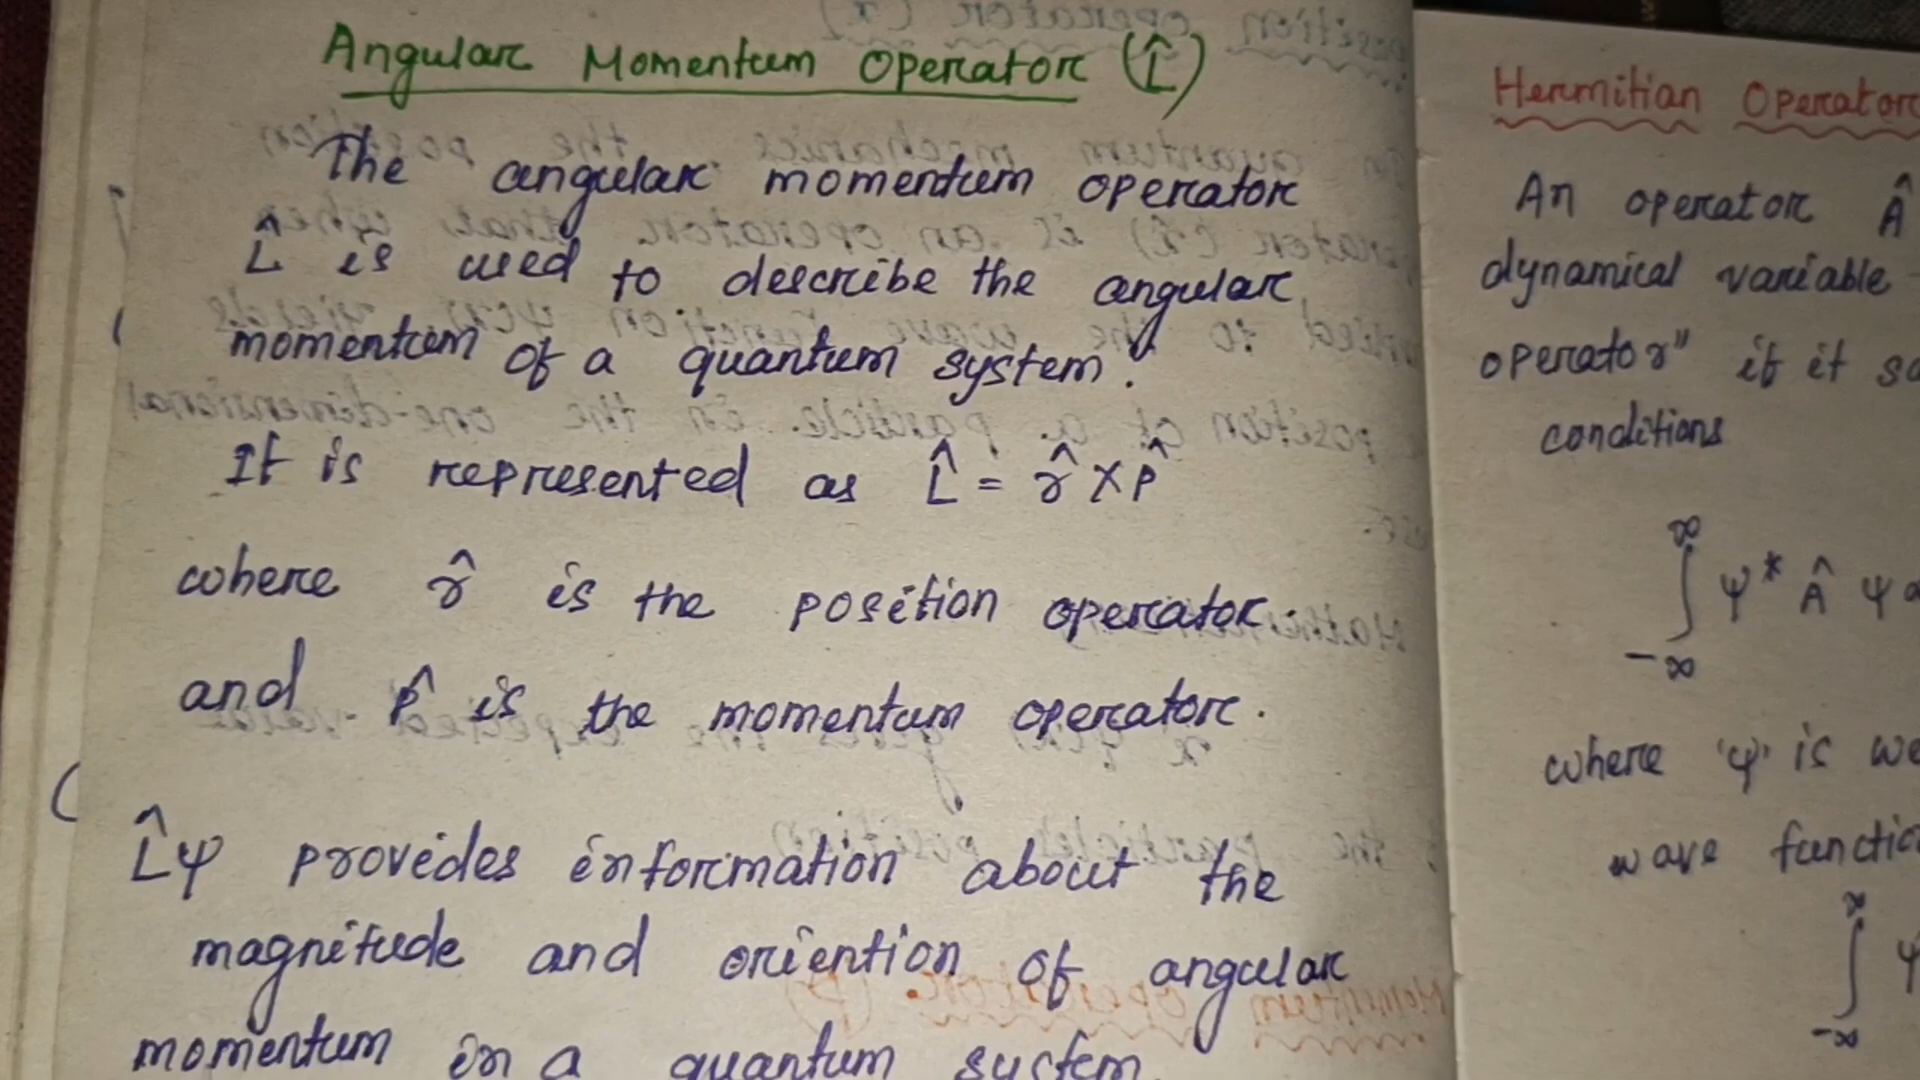 Angular Momentum Operator (L̂)
The angular momentum operator
L̂ is used to describe the angular
momentum of a quantum system.
It is represented as L̂ = r̂ × p̂
where r̂ is the position operator.
and p̂ is the momentum operator.
L̂ψ provides information about the
magnitude and oriention of angular
momentum in a quantum system.
Hermitian Operator
An operator Â
dynamical variable
operator" if it
conditions
∞
∫ ψ* Â ψ
-∞
where 'ψ' is
wave
∞
∫ ψ
-∞